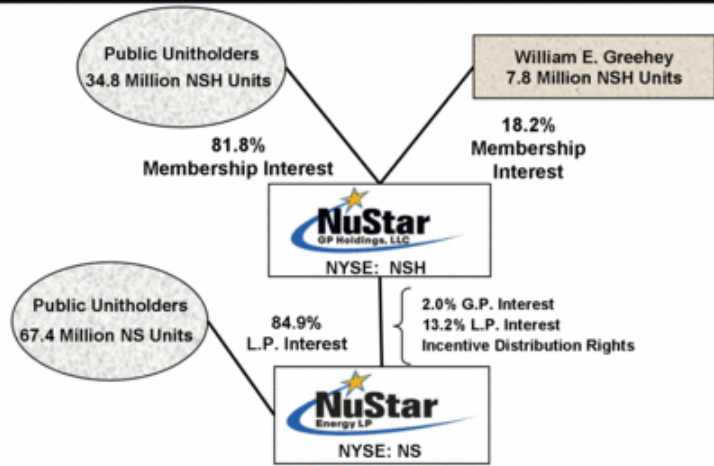 Public Unitholders
34.8 Million NSH Units
William E. Greehey
7.8 Million NSH Units
81.8%
Membership Interest
18.2%
Membership
Interest
NuStar
GP Holdings, LLC
NYSE: NSH
Public Unitholders
67.4 Million NS Units
84.9%
L.P. Interest
2.0% G.P. Interest
13.2% L.P. Interest
Incentive Distribution Rights
NuStar
Energy LP
NYSE: NS